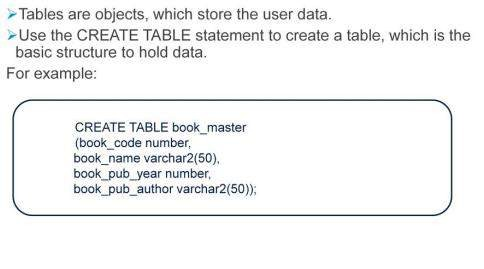 ➢Tables are objects, which store the user data.
➢Use the CREATE TABLE statement to create a table, which is the
basic structure to hold data.
For example:
CREATE TABLE book_master
(book_code number,
book_name varchar2(50),
book_pub_year number,
book_pub_author varchar2(50));